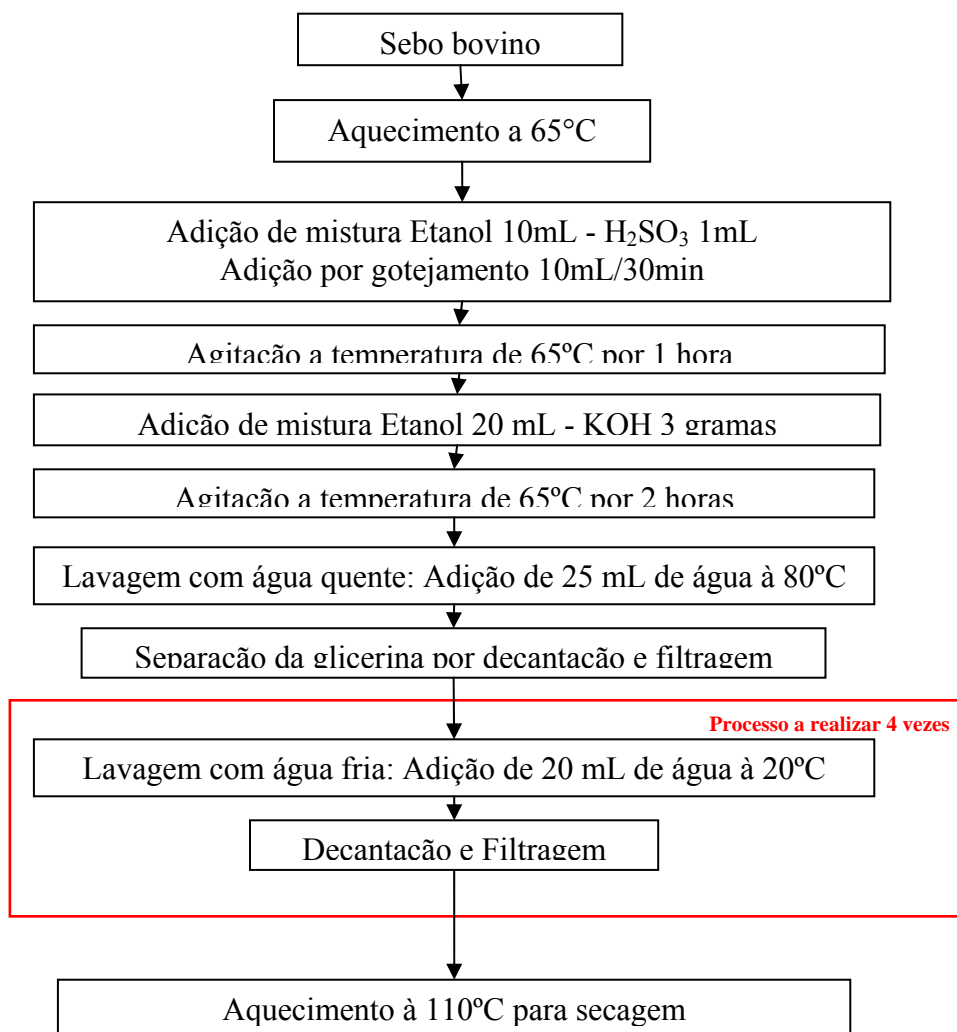 Sebo bovino
Aquecimento a 65°C
Adição de mistura Etanol 10mL - H₂SO₃ 1mL
Adição por gotejamento 10mL/30min
Agitação a temperatura de 65ºC por 1 hora
Adição de mistura Etanol 20 mL - KOH 3 gramas
Agitação a temperatura de 65ºC por 2 horas
Lavagem com água quente: Adição de 25 mL de água à 80ºC
Separação da glicerina por decantação e filtragem
Processo a realizar 4 vezes
Lavagem com água fria: Adição de 20 mL de água à 20ºC
Decantação e Filtragem
Aquecimento à 110ºC para secagem